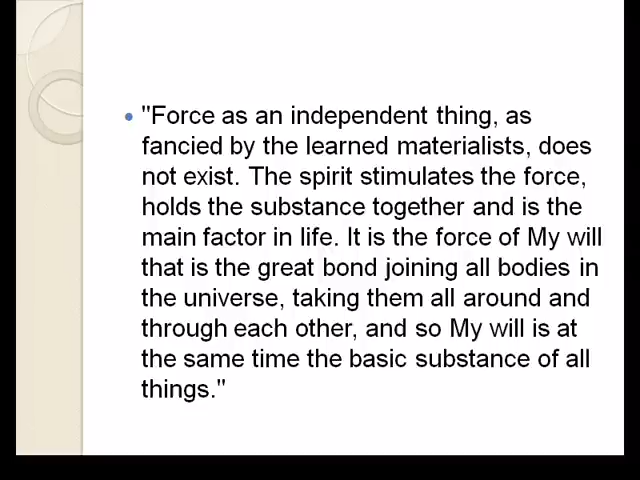 "Force as an independent thing, as
fancied by the learned materialists, does
not exist. The spirit stimulates the force,
holds the substance together and is the
main factor in life. It is the force of My will
that is the great bond joining all bodies in
the universe, taking them all around and
through each other, and so My will is at
the same time the basic substance of all
things."